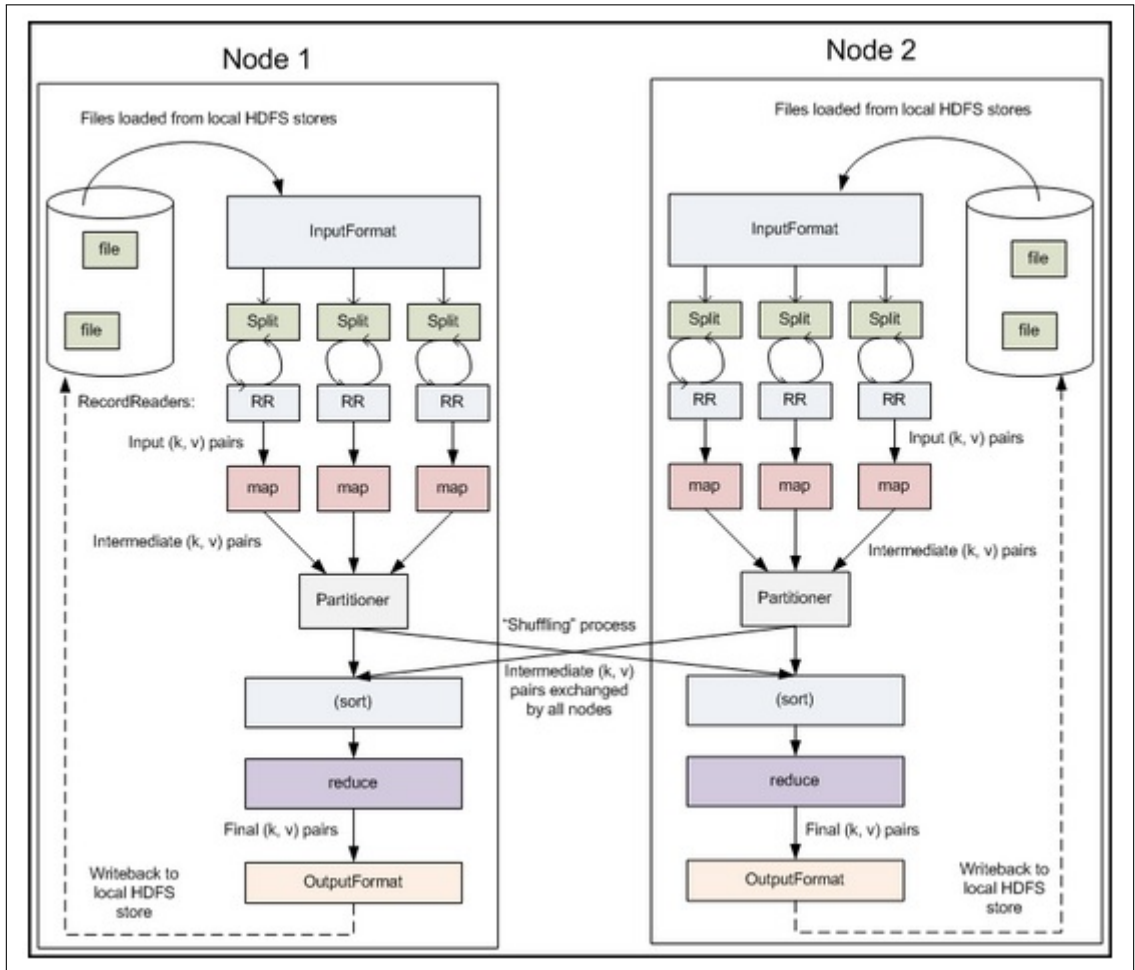 Node 1
Files loaded from local HDFS stores
file
file
InputFormat
Split
Split
Split
RecordReaders:
RR
RR
RR
Input (k, v) pairs
map
map
map
Intermediate (k, v) pairs
Partitioner
(sort)
reduce
Final (k, v) pairs
OutputFormat
Writeback to
local HDFS
store
"Shuffling" process
Intermediate (k, v)
pairs exchanged
by all nodes
Node 2
Files loaded from local HDFS stores
InputFormat
file
file
Split
Split
Split
RR
RR
RR
Input (k, v) pairs
map
map
map
Intermediate (k, v) pairs
Partitioner
(sort)
reduce
Final (k, v) pairs
OutputFormat
Writeback to
local HDFS
store